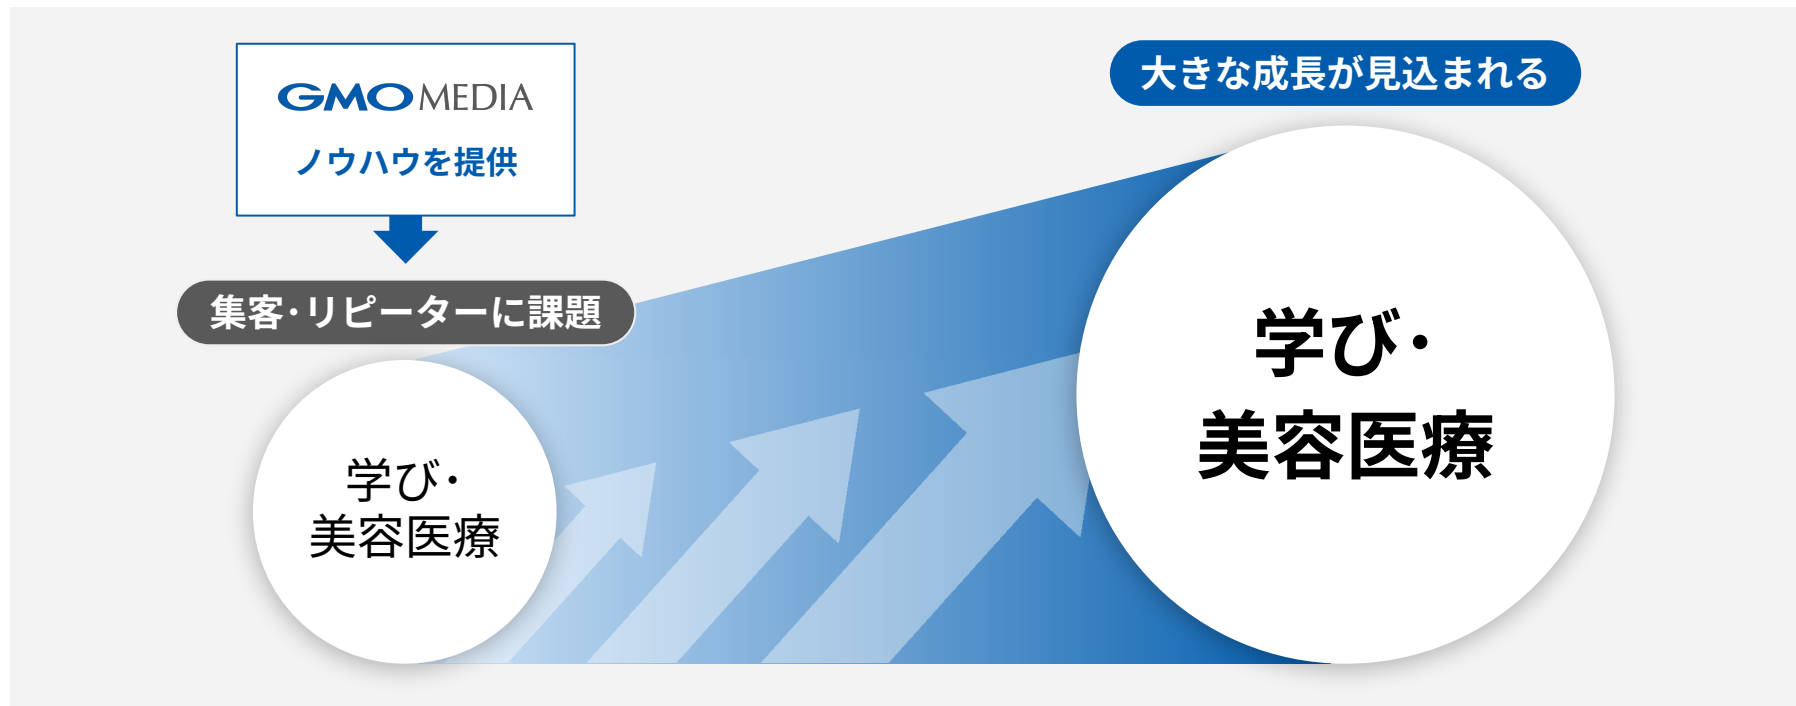 GMO MEDIA
ノウハウを提供
集客・リピーターに課題
学び・
美容医療
大きな成長が見込まれる
学び・
美容医療